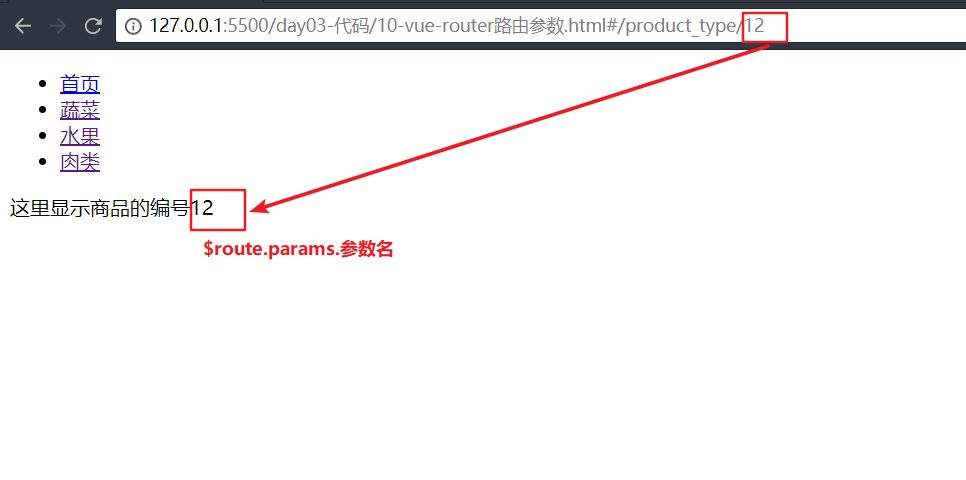 127.0.0.1:5500/day03-代码/10-vue-router路由参数.html#/product_type/12
首页
蔬菜
水果
肉类
这里显示商品的编号12
$route.params.参数名